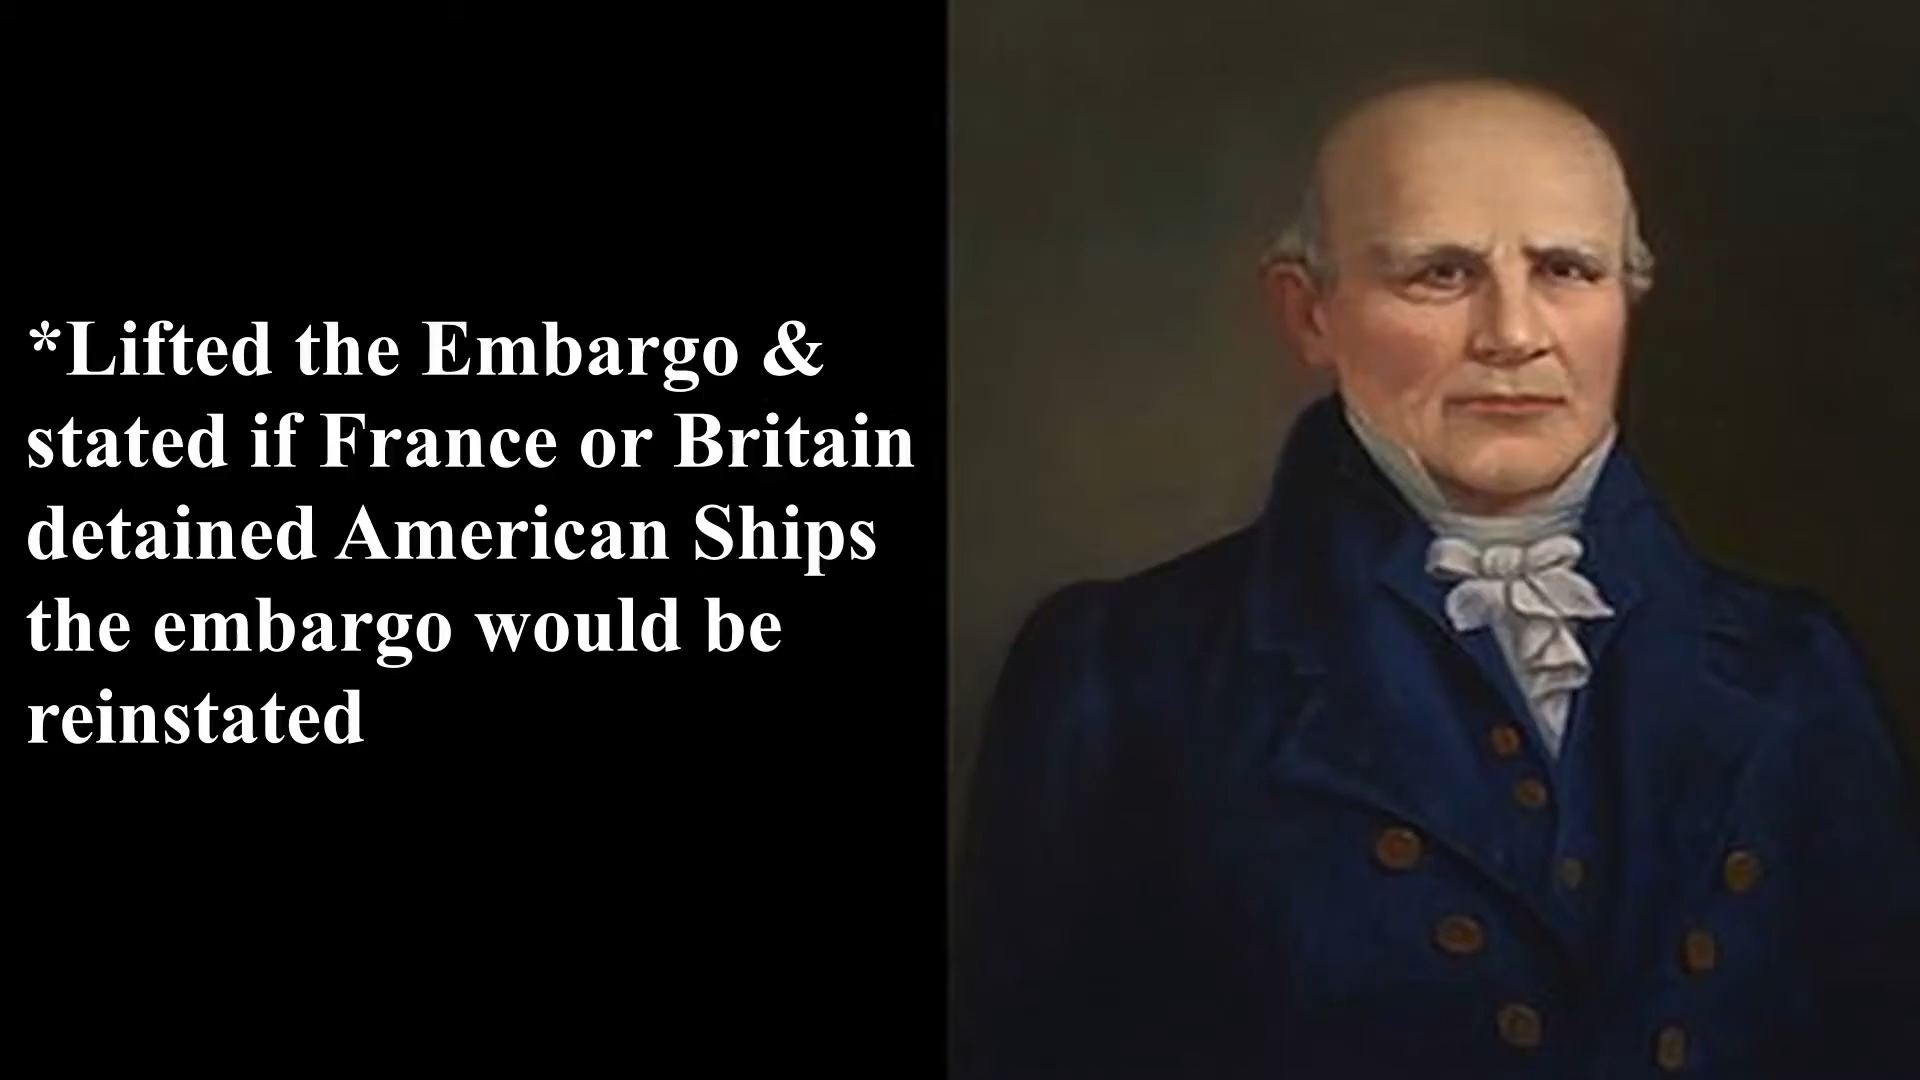 *Lifted the Embargo &
stated if France or Britain
detained American Ships
the embargo would be
reinstated